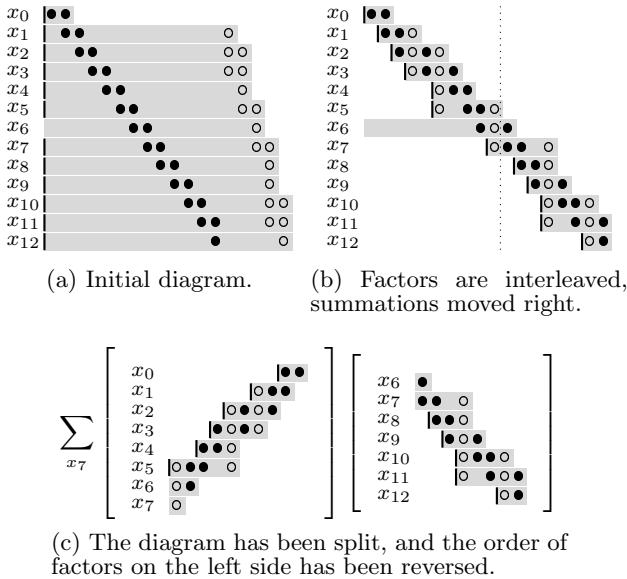 x0
x1
x2
x3
x4
x5
x6
x7
x8
x9
x10
x11
x12
(a) Initial diagram.
x0
x1
x2
x3
x4
x5
x6
x7
x8
x9
x10
x11
x12
(b) Factors are interleaved,
summations moved right.
∑
x7
x0
x1
x2
x3
x4
x5
x6
x7
x6
x7
x8
x9
x10
x11
x12
(c) The diagram has been split, and the order of
factors on the left side has been reversed.